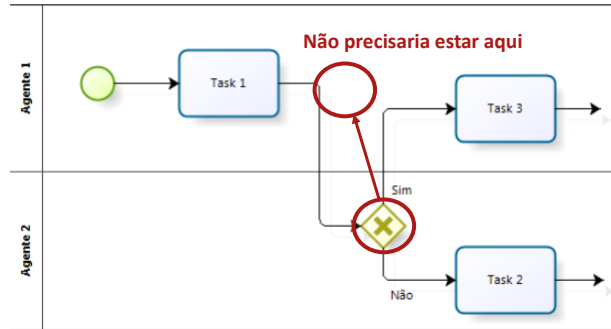 Não precisaria estar aqui
Agente 1
Task 1
Task 3
Sim
Agente 2
Não
Task 2